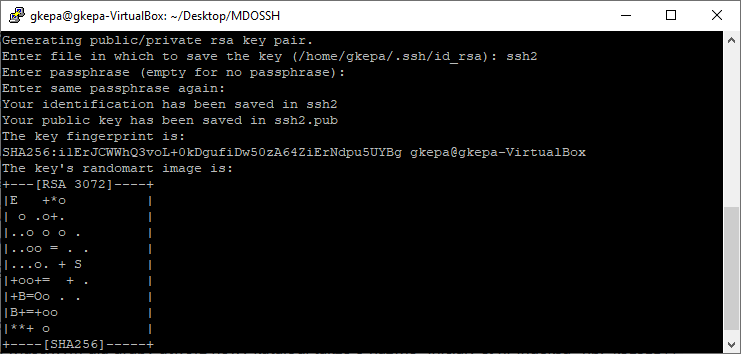 gkepa@gkepa-VirtualBox: ~/Desktop/MDOSSH
Generating public/private rsa key pair.
Enter file in which to save the key (/home/gkepa/.ssh/id_rsa): ssh2
Enter passphrase (empty for no passphrase):
Enter same passphrase again:
Your identification has been saved in ssh2
Your public key has been saved in ssh2.pub
The key fingerprint is:
SHA256:ilErJCWWhQ3voL+0kDgufiDw50zA64ZiErNdpu5UYBg gkepa@gkepa-VirtualBox
The key's randomart image is:
+---[RSA 3072]----+
|E   +*o          |
| o .o+.          |
|..o o o .        |
|..oo = . .       |
|...o. + S        |
|+oo+=  + .       |
|+B=Oo . .        |
|B+=+oo           |
|**+ o            |
+----[SHA256]-----+